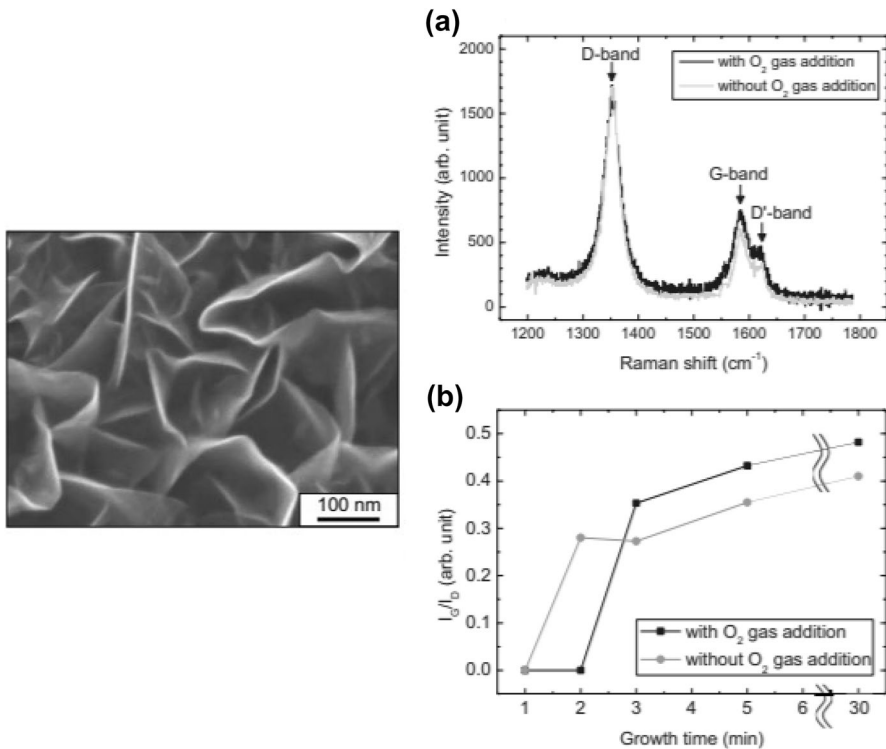 100 nm
(a)
2000
1500
1000
500
0
Intensity (arb. unit)
D-band
with O₂ gas addition
without O₂ gas addition
G-band
D'-band
1200 1300 1400 1500 1600 1700 1800
Raman shift (cm⁻¹)
(b)
0.5
0.4
0.3
0.2
0.1
0.0
I_G/I_D (arb. unit)
with O₂ gas addition
without O₂ gas addition
1 2 3 5 6 30
Growth time (min)